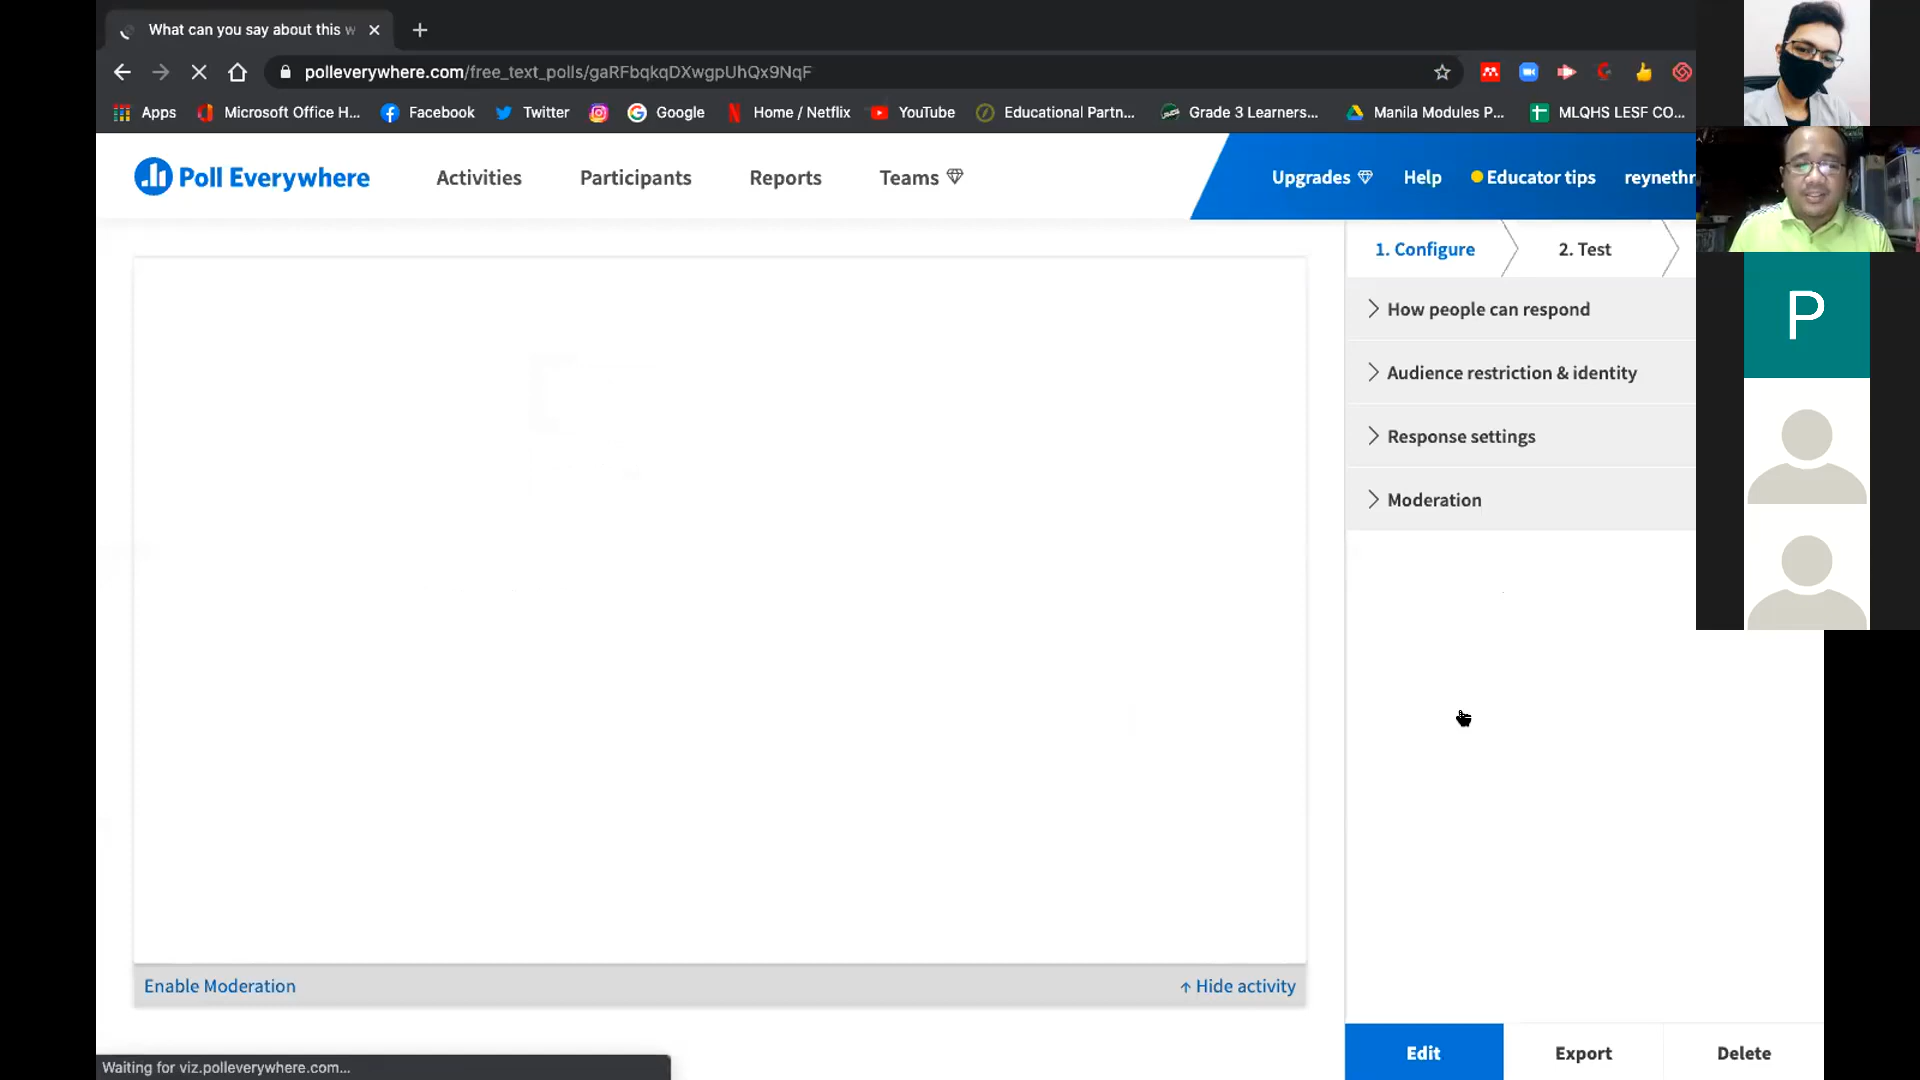 What can you say about this w
polleverywhere.com/free_text_polls/gaRFbqkqDXwgpUhQx9NqF
Apps Microsoft Office H... Facebook Twitter Google Home / Netflix YouTube Educational Partn... Grade 3 Learners... Manila Modules P... MLQHS LESF CO...
Poll Everywhere Activities Participants Reports Teams Upgrades Help Educator tips reynethr
1. Configure 2. Test
How people can respond
Audience restriction & identity
Response settings
Moderation
P
Enable Moderation Hide activity
Edit Export Delete
Waiting for viz.polleverywhere.com...